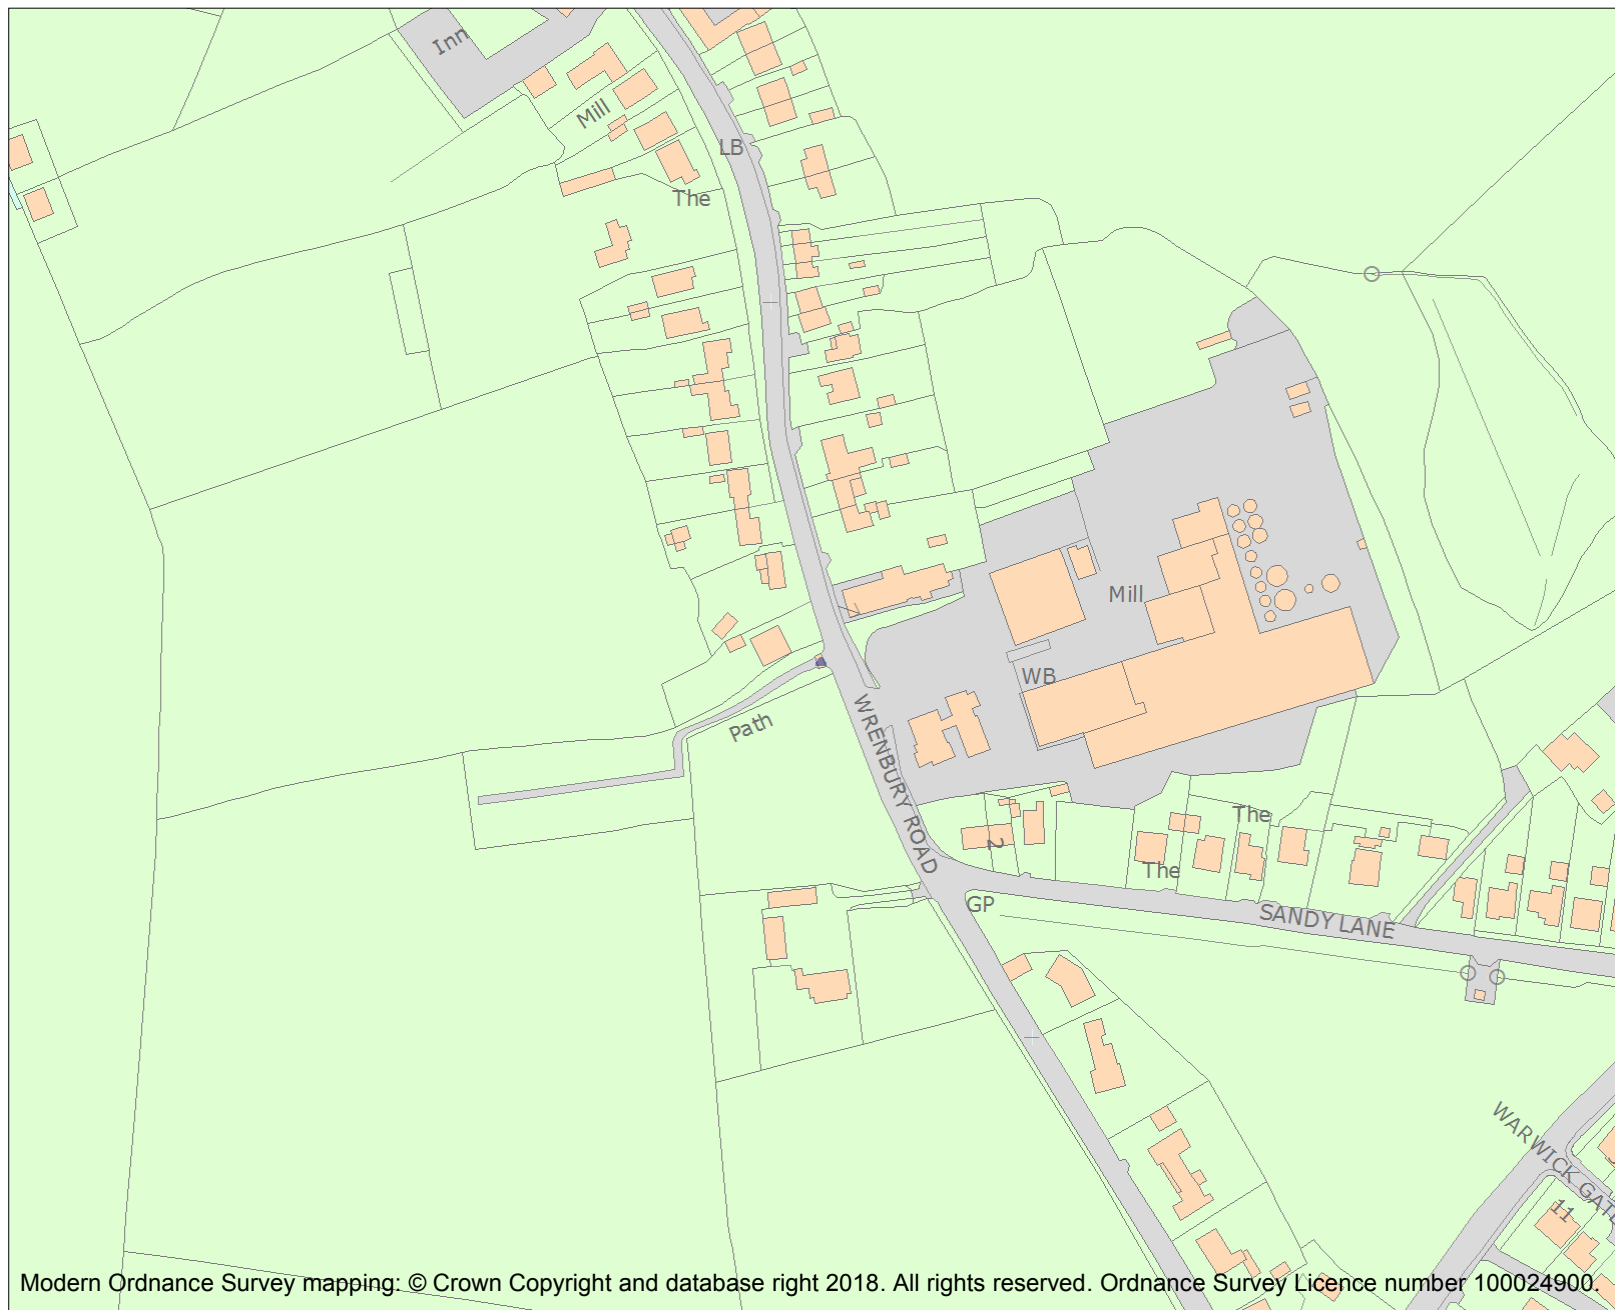 Inn
Mill
LB
The
Mill
WB
Path
WRENBURY ROAD
The
2
The
GP
SANDY LANE
WARWICK GATE
11
Modern Ordnance Survey mapping: © Crown Copyright and database right 2018. All rights reserved. Ordnance Survey Licence number 100024900.